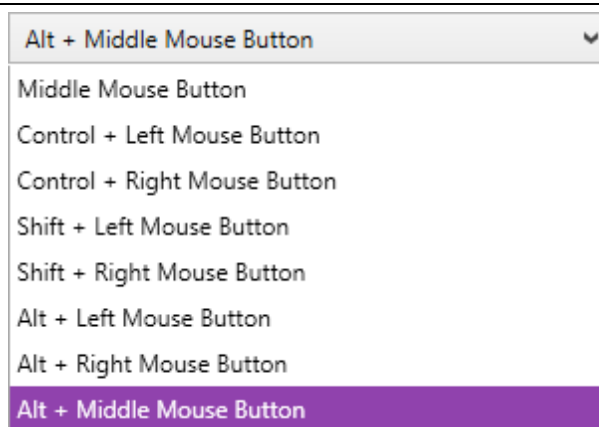 Alt + Middle Mouse Button
Middle Mouse Button
Control + Left Mouse Button
Control + Right Mouse Button
Shift + Left Mouse Button
Shift + Right Mouse Button
Alt + Left Mouse Button
Alt + Right Mouse Button
Alt + Middle Mouse Button